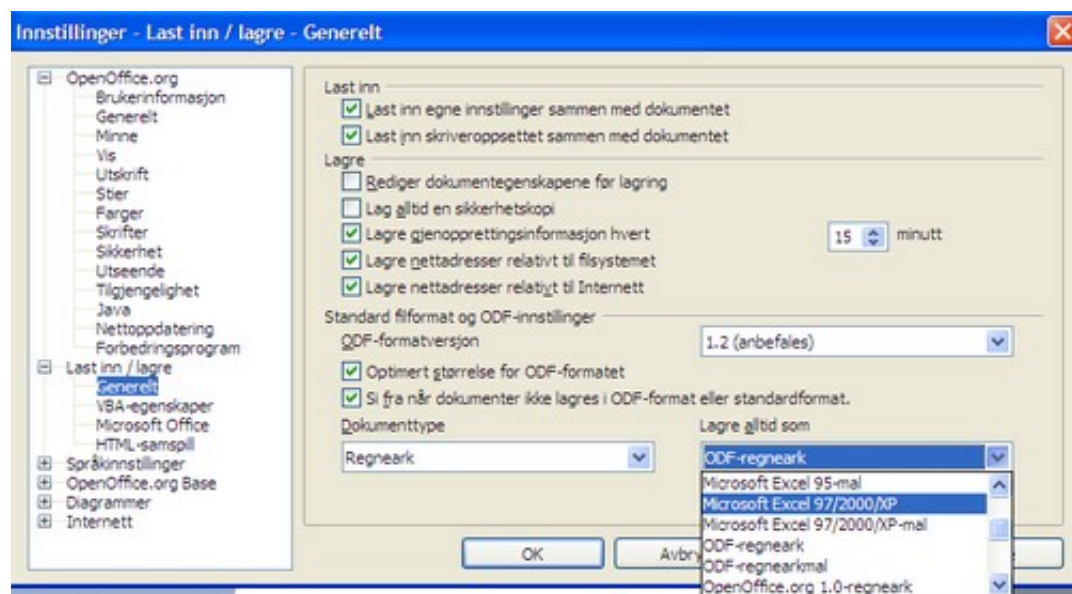 Innstillinger - Last inn / lagre - Generelt
OpenOffice.org
Brukerinformasjon
Generelt
Minne
Vis
Utskrift
Stier
Farger
Skrifter
Sikkerhet
Utseende
Tilgjengelighet
Java
Nettoppdatering
Forbedringsprogram
Last inn / lagre
Generelt
VBA-egenskaper
Microsoft Office
HTML-samspill
Språkinnstilinger
OpenOffice.org Base
Diagrammer
Internett
Last inn
Last inn egne innstillinger sammen med dokumentet
Last inn skriveroppsettet sammen med dokumentet
Lagre
Rediger dokumentegenskapene før lagring
Lag alltid en sikkerhetskopi
Lagre gjenopprettingsinformasjon hvert 15 minutt
Lagre nettadresser relativt til filsystemet
Lagre nettadresser relativt til Internett
Standard filformat og ODF-innstillinger
ODF-formatversjon 1.2 (anbefales)
Optimert størrelse for ODF-formatet
Si fra når dokumenter ikke lagres i ODF-format eller standardformat.
Dokumenttype Lagre alltid som
Regneark ODF-regneark
Microsoft Excel 95-mal
Microsoft Excel 97/2000/XP
Microsoft Excel 97/2000/XP-mal
ODF-regneark
ODF-regnearkmal
OpenOffice.org 1.0-regneark
OK